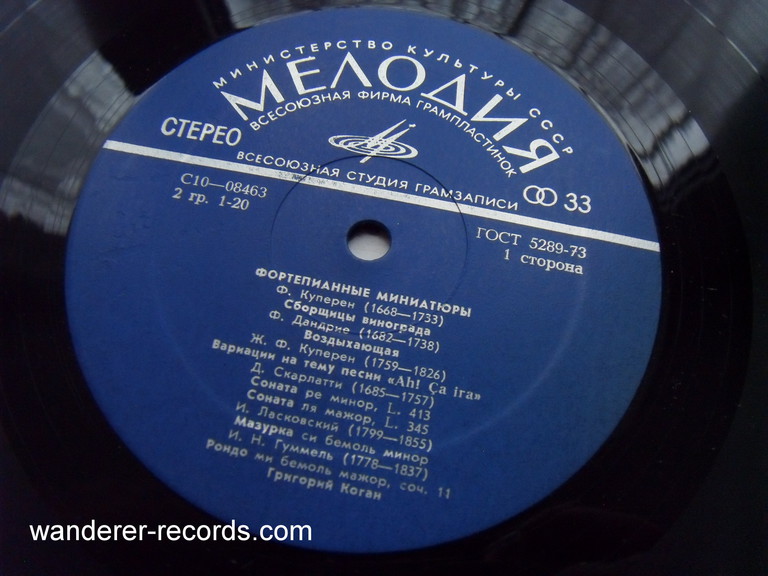 МИНИСТЕРСТВО КУЛЬТУРЫ СССР
МЕЛОДИЯ
ВСЕСОЮЗНАЯ ФИРМА ГРАМПЛАСТИНОК
СТЕРЕО
ВСЕСОЮЗНАЯ СТУДИЯ ГРАМЗАПИСИ
33
С10—08463
2 гр. 1-20
ГОСТ 5289-73
1 сторона
ФОРТЕПИАННЫЕ МИНИАТЮРЫ
Ф. Куперен (1668—1733)
Сборщицы винограда
Ф. Дандрие (1682—1738)
Воздыхающая
Ж. Ф. Куперен (1759—1826)
Вариации на тему песни «Ah! Ça ira»
Д. Скарлатти (1685—1757)
Соната ре минор, L. 413
Соната ля мажор, L. 345
И. Ласковский (1799—1855)
Мазурка си бемоль минор
И. Н. Гуммель (1778—1837)
Рондо ми бемоль мажор, соч. 11
Григорий Коган
wanderer-records.com